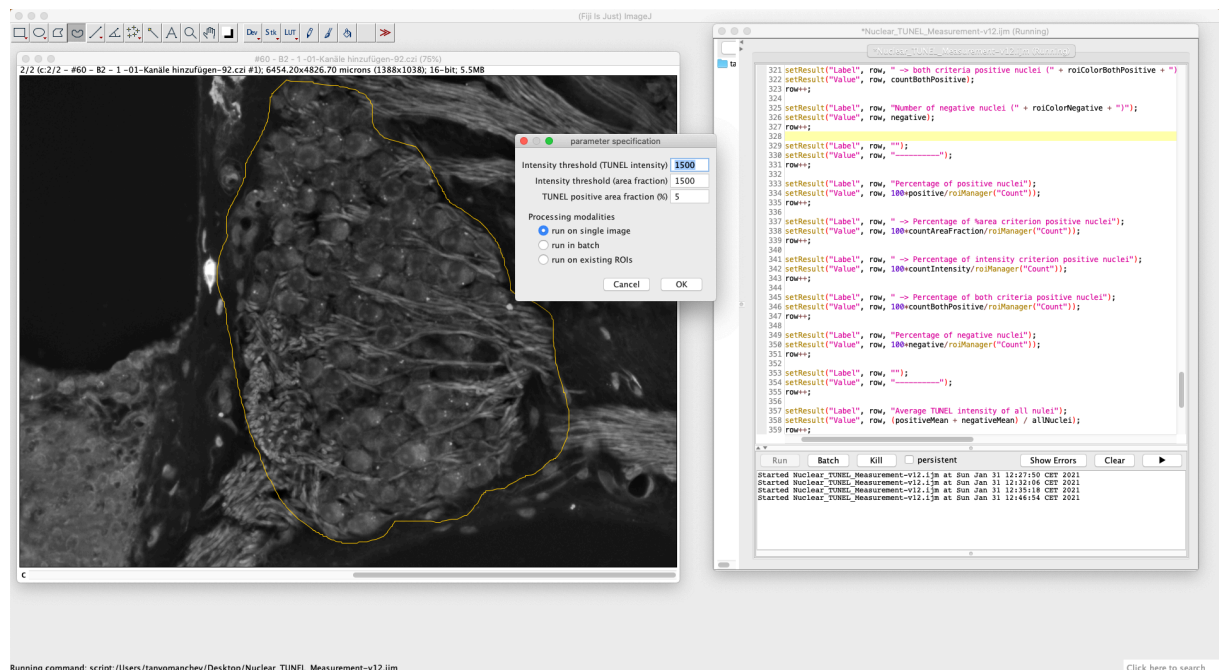 (Fiji Is Just) ImageJ
Dev Stk LUT
#60 - B2 - 1 -01-Kanäle hinzufügen-92.czi (75%)
2/2 (c:2/2 - #60 - B2 - 1 -01-Kanäle hinzufügen-92.czi #1); 6454.20x4826.70 microns (1388x1038); 16-bit; 5.5MB
c
parameter specification
Intensity threshold (TUNEL intensity) 1500
Intensity threshold (area fraction) 1500
TUNEL positive area fraction (%) 5
Processing modalities
run on single image
run in batch
run on existing ROIs
Cancel OK
*Nuclear_TUNEL_Measurement-v12.ijm (Running)
*Nuclear_TUNEL_Measurement-v12.ijm (Running)
ta
321 setResult("Label", row, " -> both criteria positive nuclei (" + roiColorBothPositive + ")
322 setResult("Value", row, countBothPositive);
323 row++;
324
325 setResult("Label", row, "Number of negative nuclei (" + roiColorNegative + ")");
326 setResult("Value", row, negative);
327 row++;
328
329 setResult("Label", row, "");
330 setResult("Value", row, "----------");
331 row++;
332
333 setResult("Label", row, "Percentage of positive nuclei");
334 setResult("Value", row, 100*positive/roiManager("Count"));
335 row++;
336
337 setResult("Label", row, " -> Percentage of %area criterion positive nuclei");
338 setResult("Value", row, 100*countAreaFraction/roiManager("Count"));
339 row++;
340
341 setResult("Label", row, " -> Percentage of intensity criterion positive nuclei");
342 setResult("Value", row, 100*countIntensity/roiManager("Count"));
343 row++;
344
345 setResult("Label", row, " -> Percentage of both criteria positive nuclei");
346 setResult("Value", row, 100*countBothPositive/roiManager("Count"));
347 row++;
348
349 setResult("Label", row, "Percentage of negative nuclei");
350 setResult("Value", row, 100*negative/roiManager("Count"));
351 row++;
352
353 setResult("Label", row, "");
354 setResult("Value", row, "----------");
355 row++;
356
357 setResult("Label", row, "Average TUNEL intensity of all nulei");
358 setResult("Value", row, (positiveMean + negativeMean) / allNuclei);
359 row++;
Run Batch Kill persistent Show Errors Clear
Started Nuclear_TUNEL_Measurement-v12.ijm at Sun Jan 31 12:27:50 CET 2021
Started Nuclear_TUNEL_Measurement-v12.ijm at Sun Jan 31 12:32:06 CET 2021
Started Nuclear_TUNEL_Measurement-v12.ijm at Sun Jan 31 12:35:18 CET 2021
Started Nuclear_TUNEL_Measurement-v12.ijm at Sun Jan 31 12:46:54 CET 2021
Running command: script:/Users/tanyomanchev/Desktop/Nuclear_TUNEL_Measurement-v12.ijm
Click here to search